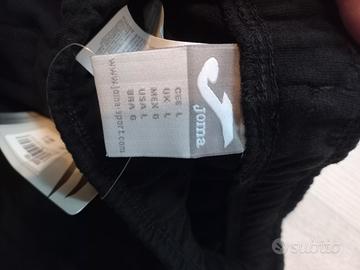 Joma
CEE L
UK L
MEX G
USA L
BRA G
www.joma-sport.com
subito